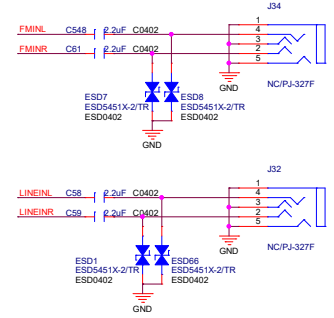 J34
1
FMINL C548 2.2uF C0402 4
3
FMINR C61 2.2uF C0402 2
5
GND NC/PJ-327F
ESD7 ESD8
ESD5451X-2/TR ESD5451X-2/TR
ESD0402 ESD0402
GND
J32
1
LINEINL C58 2.2uF C0402 4
3
LINEINR C59 2.2uF C0402 2
5
GND NC/PJ-327F
ESD1 ESD66
ESD5451X-2/TR ESD5451X-2/TR
ESD0402 ESD0402
GND